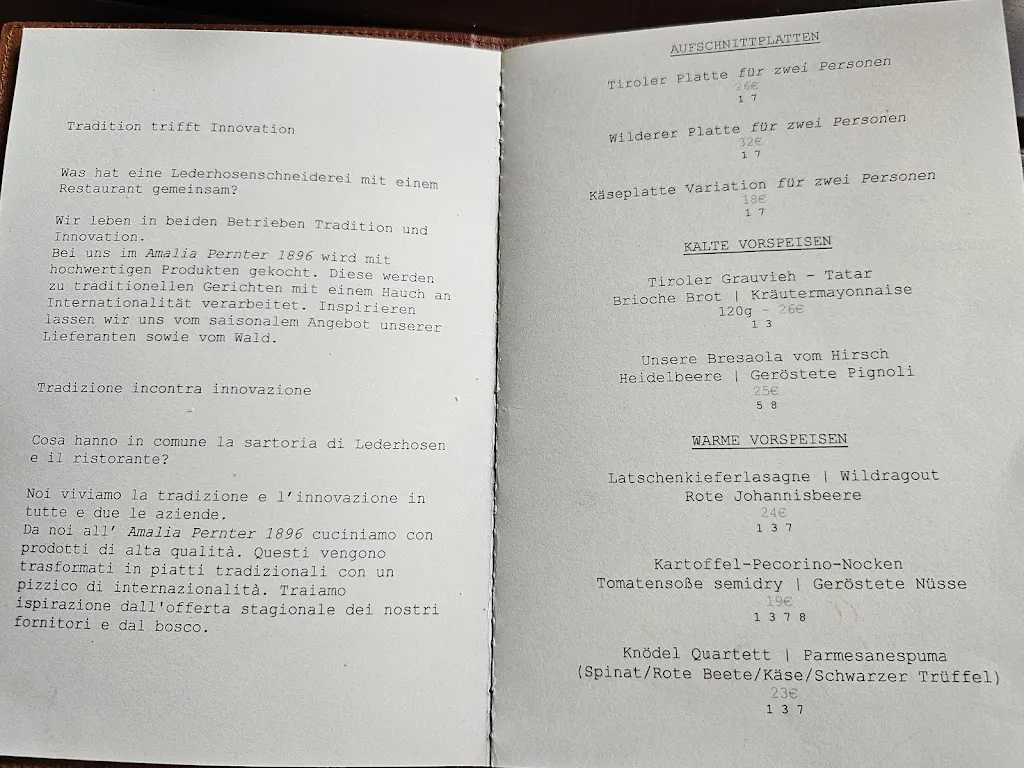 Tradition trifft Innovation
Was hat eine Lederhosenschneiderei mit einem
Restaurant gemeinsam?
Wir leben in beiden Betrieben Tradition und
Innovation.
Bei uns im Amalia Pernter 1896 wird mit
hochwertigen Produkten gekocht. Diese werden
zu traditionellen Gerichten mit einem Hauch an
Internationalität verarbeitet. Inspirieren
lassen wir uns vom saisonalem Angebot unserer
Lieferanten sowie vom Wald.
Tradizione incontra innovazione
Cosa hanno in comune la sartoria di Lederhosen
e il ristorante?
Noi viviamo la tradizione e l'innovazione in
tutte e due le aziende.
Da noi all' Amalia Pernter 1896 cuciniamo con
prodotti di alta qualità. Questi vengono
trasformati in piatti tradizionali con un
pizzico di internazionalità. Traiamo
ispirazione dall'offerta stagionale dei nostri
fornitori e dal bosco.
AUFSCHNITTPLATTEN
Tiroler Platte für zwei Personen
26€
1 7
Wilderer Platte für zwei Personen
32€
1 7
Käseplatte Variation für zwei Personen
18€
1 7
KALTE VORSPEISEN
Tiroler Grauvieh - Tatar
Brioche Brot | Kräutermayonnaise
120g - 26€
1 3
Unsere Bresaola vom Hirsch
Heidelbeere | Geröstete Pignoli
25€
5 8
WARME VORSPEISEN
Latschenkieferlasagne | Wildragout
Rote Johannisbeere
24€
1 3 7
Kartoffel-Pecorino-Nocken
Tomatensoße semidry | Geröstete Nüsse
19€
1 3 7 8
Knödel Quartett | Parmesanespuma
(Spinat/Rote Beete/Käse/Schwarzer Trüffel)
23€
1 3 7